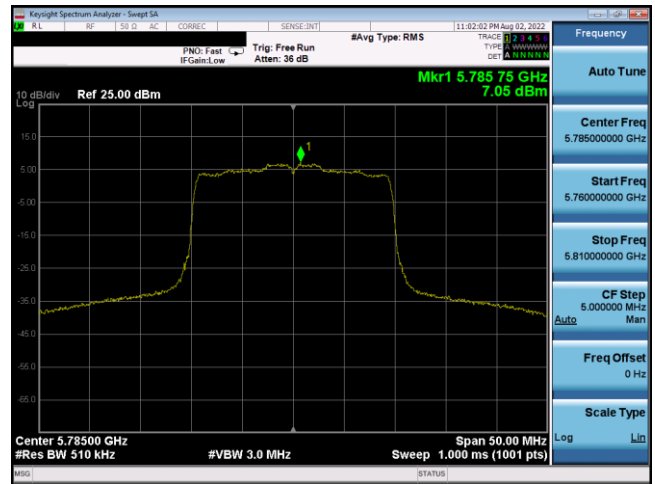 Keysight Spectrum Analyzer - Swept SA
RL RF 50 Ω AC CORREC SENSE:INT 11:02:02 PM Aug 02, 2022
#Avg Type: RMS TRACE 1 2 3 4 5 6
PNO: Fast Trig: Free Run TYPE A WWWWW
IFGain:Low Atten: 36 dB DET A N N N N N
Mkr1 5.785 75 GHz
7.05 dBm
10 dB/div Ref 25.00 dBm
Log
15.0
1
5.00
-5.00
-15.0
-25.0
-35.0
-45.0
-55.0
-65.0
Center 5.78500 GHz Span 50.00 MHz
#Res BW 510 kHz #VBW 3.0 MHz Sweep 1.000 ms (1001 pts)
MSG STATUS
Frequency
Auto Tune
Center Freq
5.785000000 GHz
Start Freq
5.760000000 GHz
Stop Freq
5.810000000 GHz
CF Step
5.000000 MHz
Auto Man
Freq Offset
0 Hz
Scale Type
Log Lin